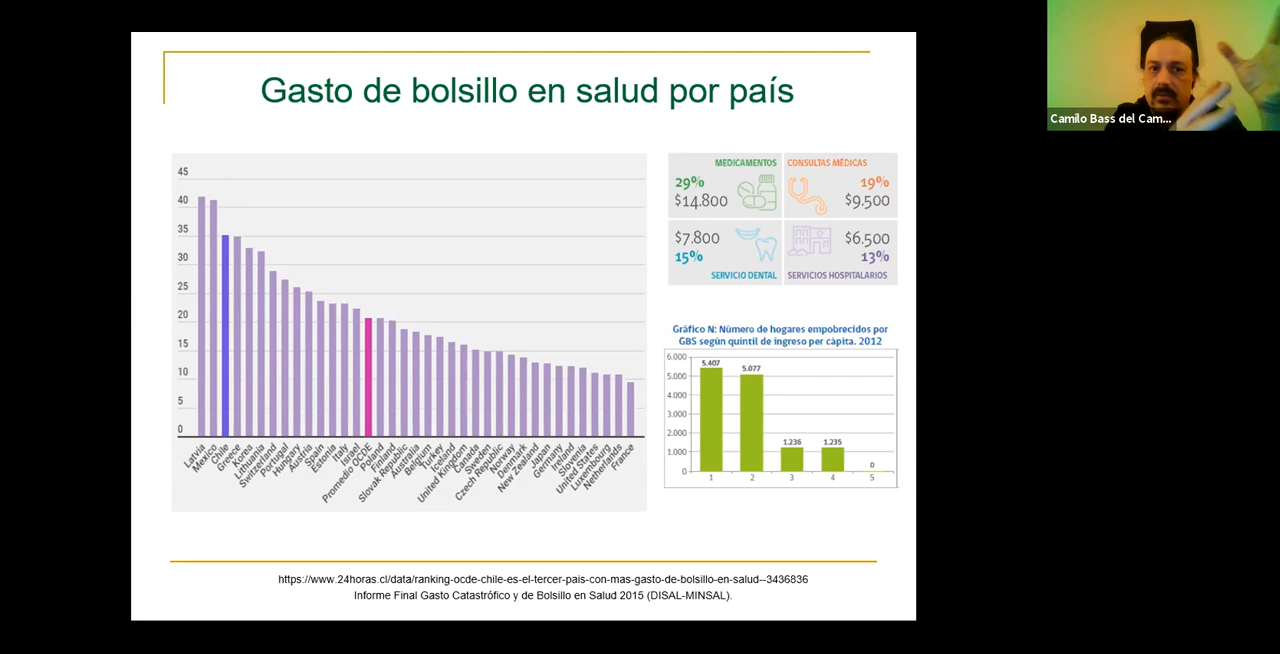 Gasto de bolsillo en salud por país
Camilo Bass del Cam...
45
40
35
30
25
20
15
10
5
0
Latvia
Mexico
Chile
Greece
Korea
Lithuania
Switzerland
Portugal
Hungary
Austria
Spain
Estonia
Italy
Israel
Promedio OCDE
Poland
Finland
Slovak Republic
Australia
Belgium
Turkey
Iceland
United Kingdom
Canada
Sweden
Czech Republic
Norway
Denmark
New Zealand
Japan
Germany
Ireland
Slovenia
United States
Luxembourg
Netherlands
France
MEDICAMENTOS
29%
$14.800
CONSULTAS MÉDICAS
19%
$9.500
$7.800
15%
SERVICIO DENTAL
$6.500
13%
SERVICIOS HOSPITALARIOS
Gráfico N: Número de hogares empobrecidos por
GBS según quintil de ingreso per cápita. 2012
6.000
5.000
4.000
3.000
2.000
1.000
0
5.407
5.077
1.236
1.235
0
1
2
3
4
5
https://www.24horas.cl/data/ranking-ocde-chile-es-el-tercer-pais-con-mas-gasto-de-bolsillo-en-salud--3436836
Informe Final Gasto Catastrófico y de Bolsillo en Salud 2015 (DISAL-MINSAL).